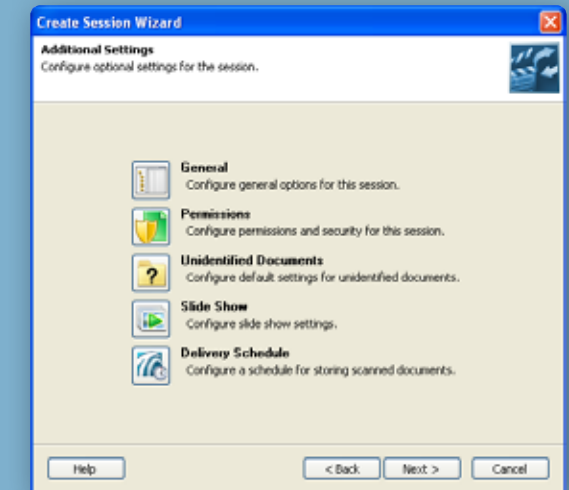 Create Session Wizard
Additional Settings
Configure optional settings for the session.
General
Configure general options for this session.
Permissions
Configure permissions and security for this session.
Unidentified Documents
Configure default settings for unidentified documents.
Slide Show
Configure slide show settings.
Delivery Schedule
Configure a schedule for storing scanned documents.
Help
< Back
Next >
Cancel